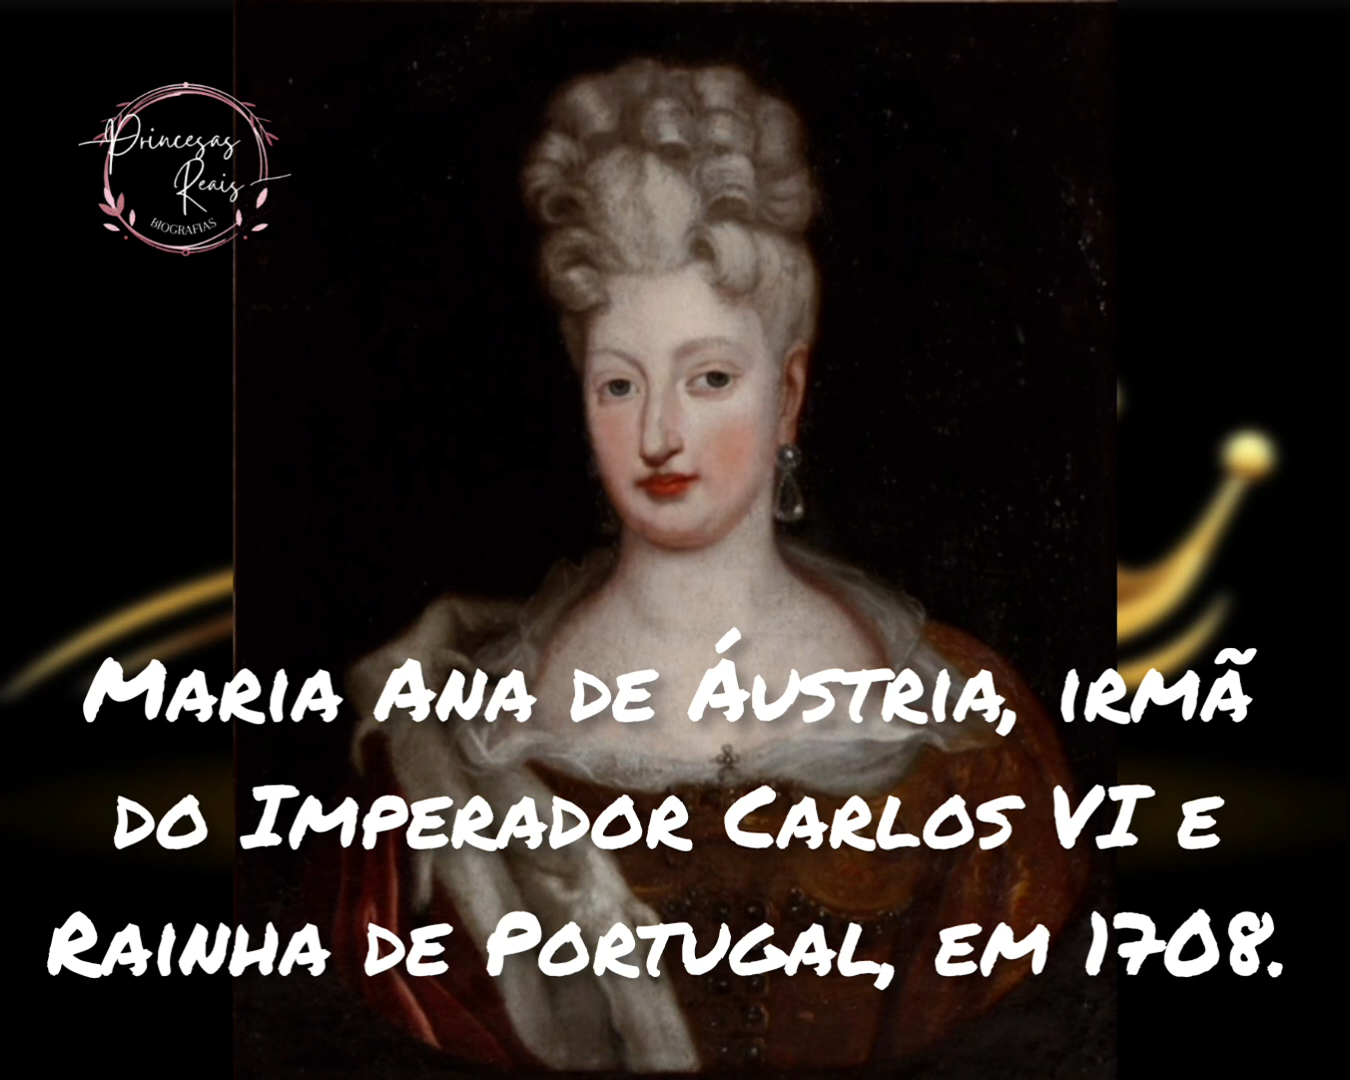 Princesas
Reais
BIOGRAFIAS
Maria Ana de Áustria, irmã
do Imperador Carlos VI e
Rainha de Portugal, em 1708.